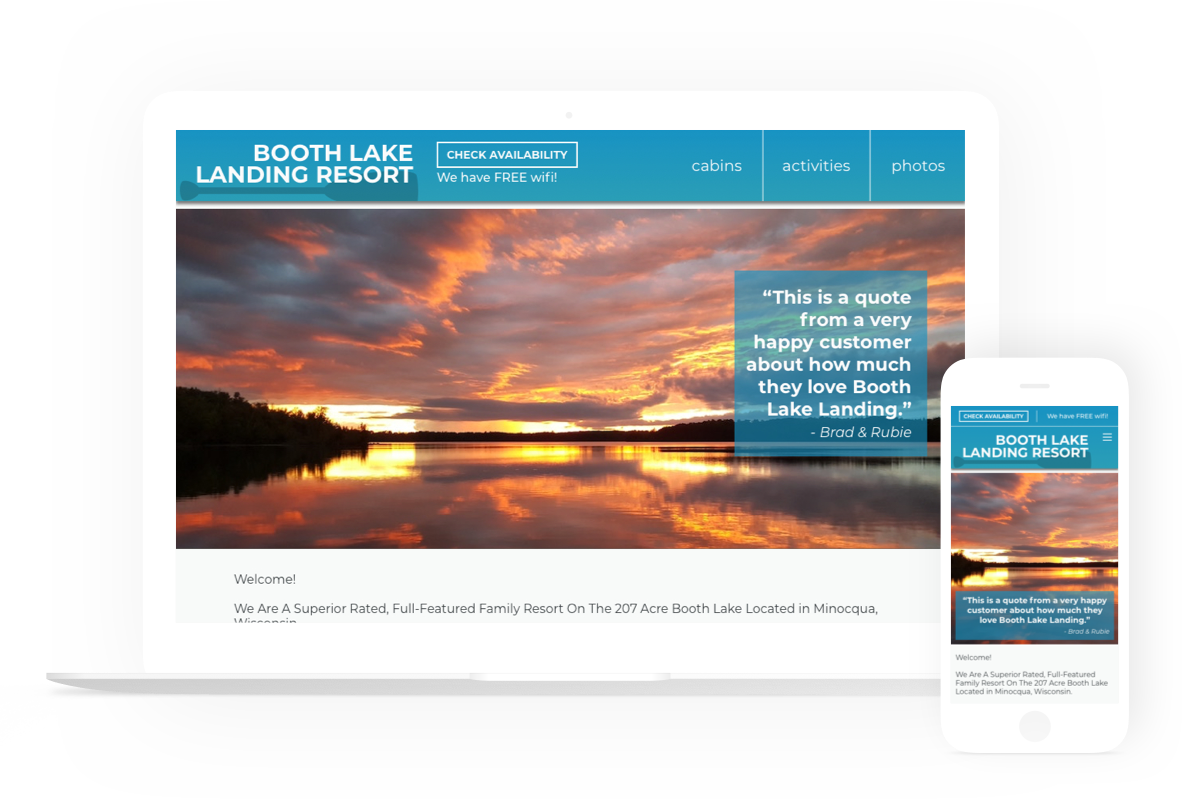 BOOTH LAKE
LANDING RESORT
CHECK AVAILABILITY
We have FREE wifi!
cabins
activities
photos
“This is a quote
from a very
happy customer
about how much
they love Booth
Lake Landing.”
- Brad & Rubie
Welcome!
We Are A Superior Rated, Full-Featured Family Resort On The 207 Acre Booth Lake Located in Minocqua,
Wisconsin.
CHECK AVAILABILITY
We have FREE wifi!
BOOTH LAKE
LANDING RESORT
“This is a quote from a very happy
customer about how much they
love Booth Lake Landing.”
- Brad & Rubie
Welcome!
We Are A Superior Rated, Full-Featured
Family Resort On The 207 Acre Booth Lake
Located in Minocqua, Wisconsin.